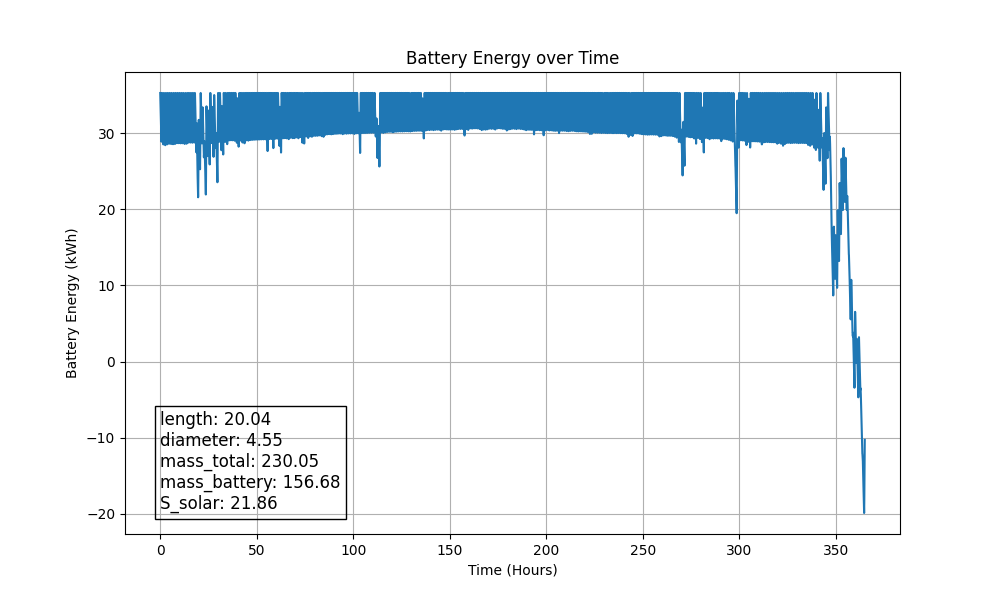 Battery Energy over Time
Battery Energy (kWh)
30
20
10
0
−10
−20
length: 20.04
diameter: 4.55
mass_total: 230.05
mass_battery: 156.68
S_solar: 21.86
0 50 100 150 200 250 300 350
Time (Hours)